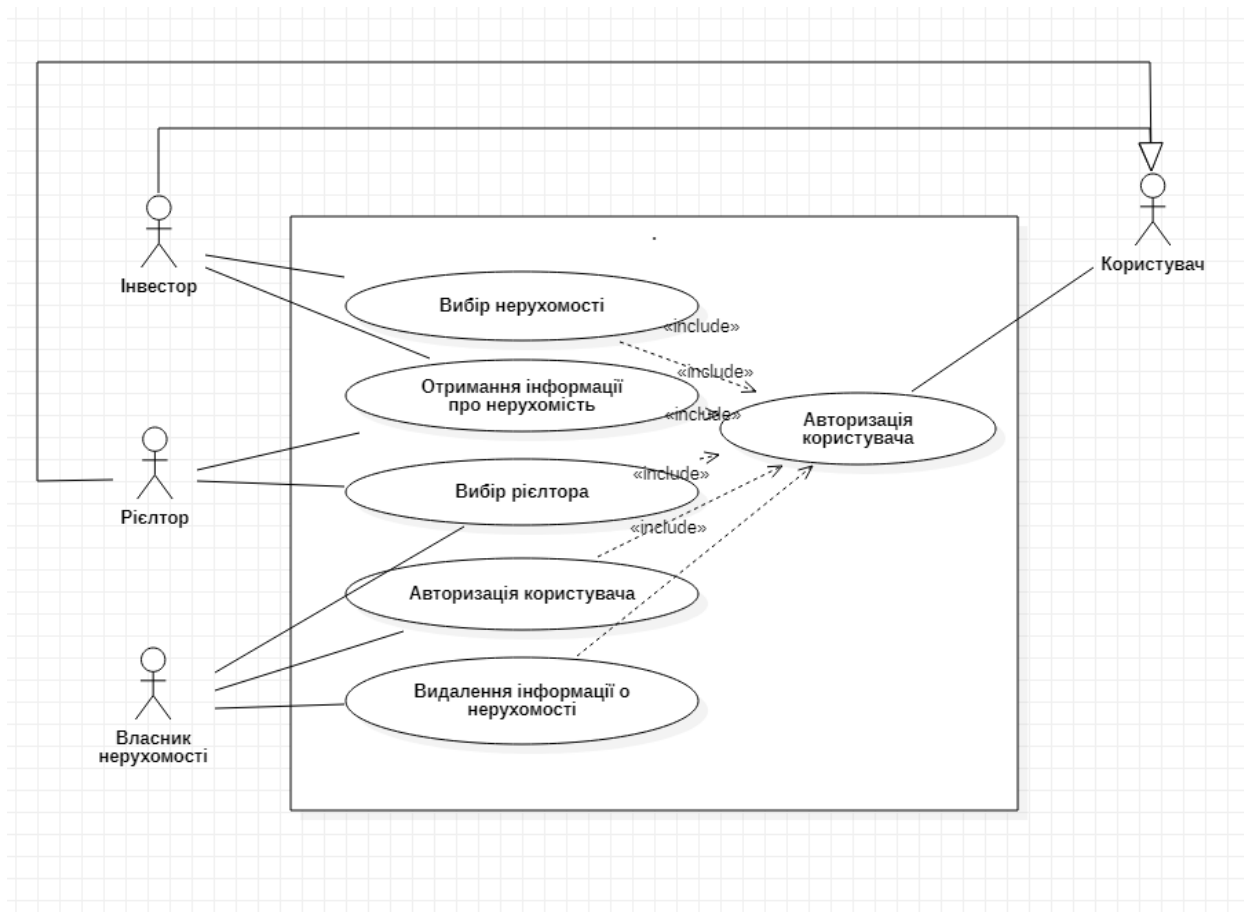 Інвестор
Користувач
Вибір нерухомості
«include»
Отримання інформації
про нерухомість
«include»
«include»
Авторизація
користувача
Рієлтор
Вибір рієлтора
«include»
«include»
Авторизація користувача
Власник
нерухомості
Видалення інформації о
нерухомості